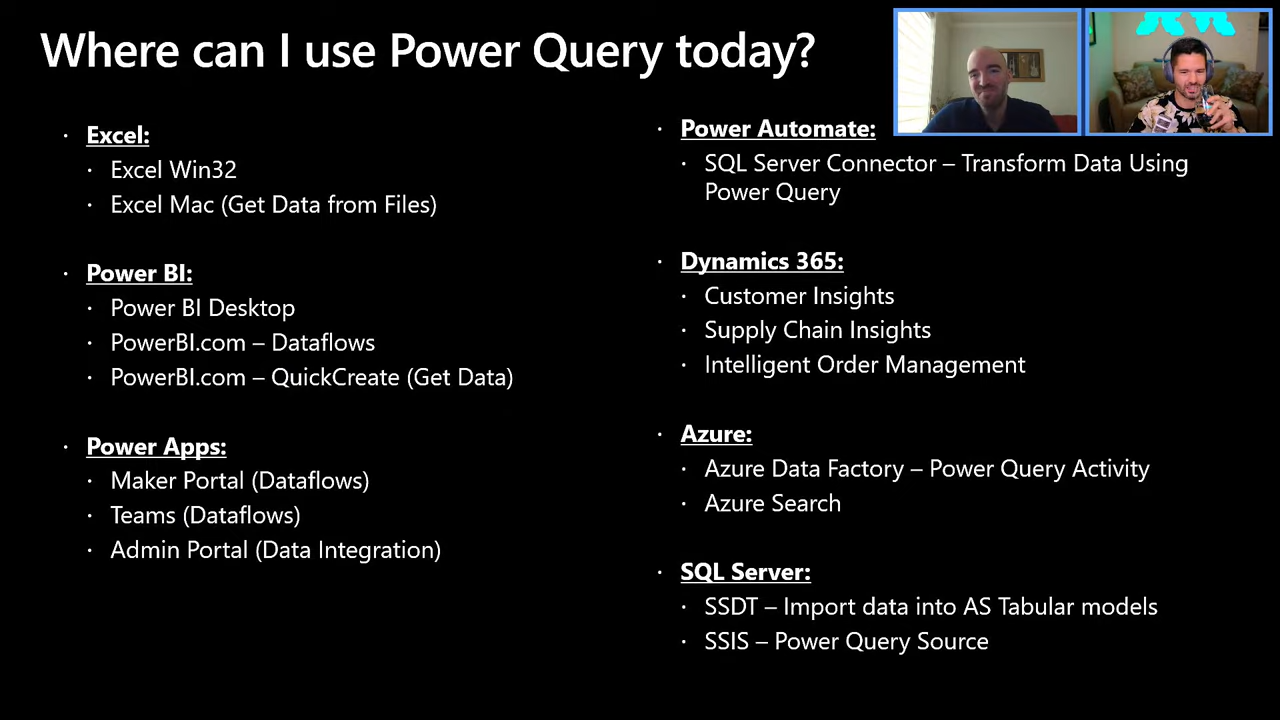 Where can I use Power Query today?
Excel:
Excel Win32
Excel Mac (Get Data from Files)
Power BI:
Power BI Desktop
PowerBI.com – Dataflows
PowerBI.com – QuickCreate (Get Data)
Power Apps:
Maker Portal (Dataflows)
Teams (Dataflows)
Admin Portal (Data Integration)
Power Automate:
SQL Server Connector – Transform Data Using
Power Query
Dynamics 365:
Customer Insights
Supply Chain Insights
Intelligent Order Management
Azure:
Azure Data Factory – Power Query Activity
Azure Search
SQL Server:
SSDT – Import data into AS Tabular models
SSIS – Power Query Source